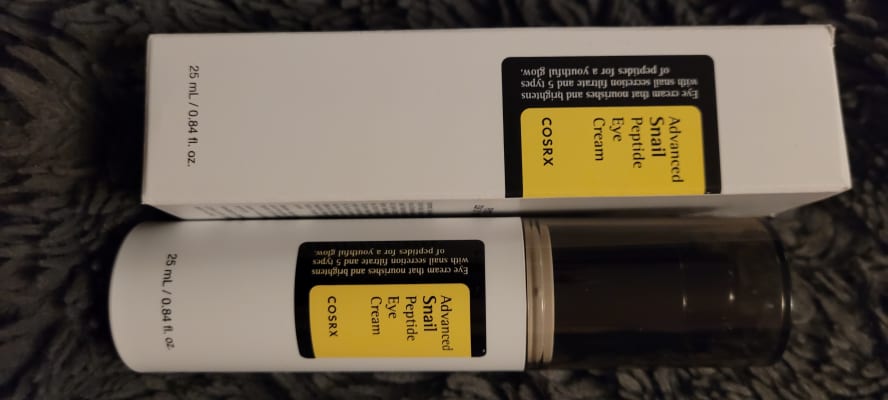 Advanced
Snail
Peptide
Eye
Cream
COSRX
Eye cream that nourishes and brightens
with snail secretion filtrate and 5 types
of peptides for a youthful glow.
25 mL / 0.84 fl. oz.
Advanced
Snail
Peptide
Eye
Cream
COSRX
Eye cream that nourishes and brightens
with snail secretion filtrate and 5 types
of peptides for a youthful glow.
25 mL / 0.84 fl. oz.